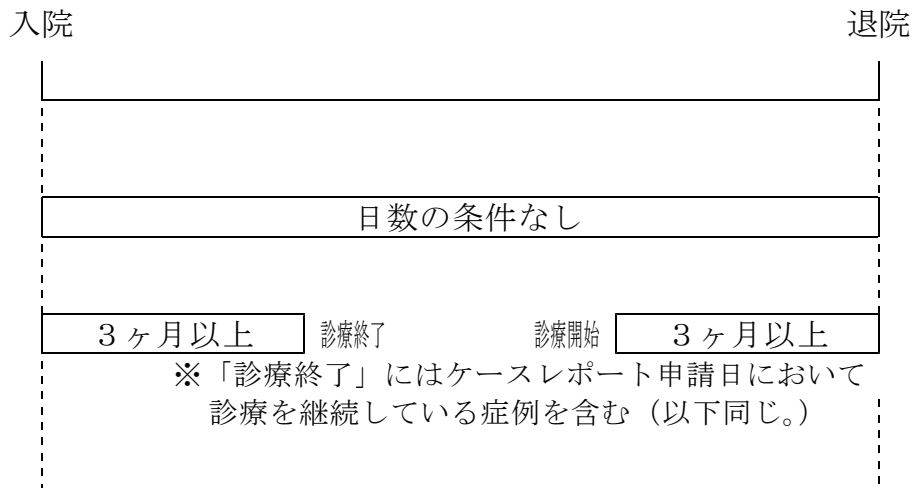 入院 退院
日数の条件なし
3ヶ月以上 診療終了 診療開始 3ヶ月以上
※「診療終了」にはケースレポート申請日において
診療を継続している症例を含む（以下同じ。）